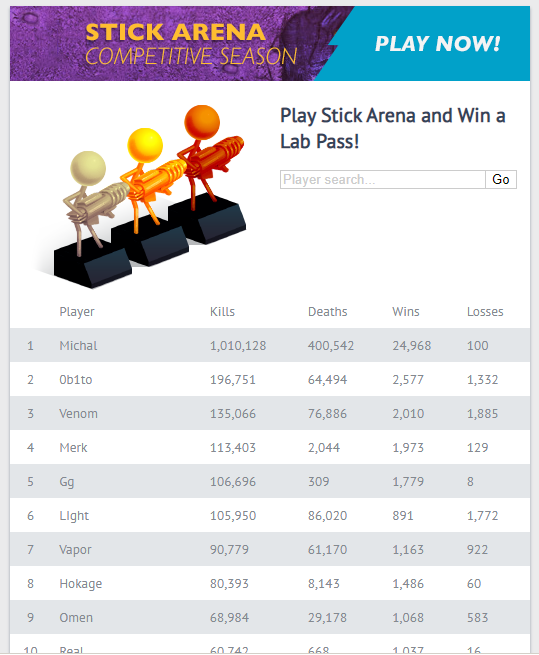 STICK ARENA
COMPETITIVE SEASON
PLAY NOW!
Play Stick Arena and Win a
Lab Pass!
Player search...
Go
Player Kills Deaths Wins Losses
1 Michal 1,010,128 400,542 24,968 100
2 0b1to 196,751 64,494 2,577 1,332
3 Venom 135,066 76,886 2,010 1,885
4 Merk 113,403 2,044 1,973 129
5 Gg 106,696 309 1,779 8
6 Light 105,950 86,020 891 1,772
7 Vapor 90,779 61,170 1,163 922
8 Hokage 80,393 8,143 1,486 60
9 Omen 68,984 29,178 1,068 583
10 Real 60,742 668 1,037 16